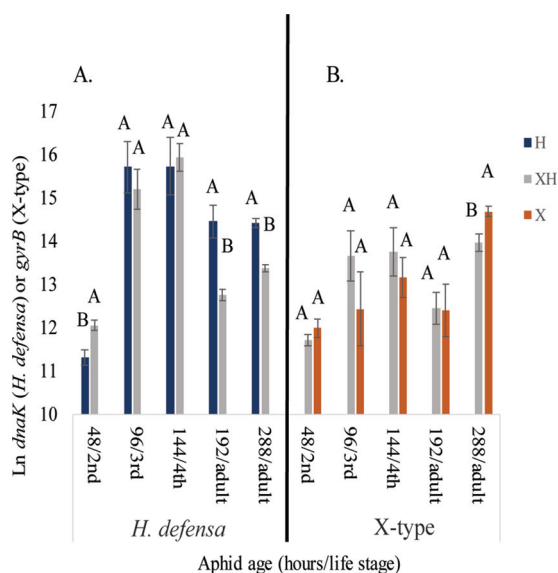 A.
B.
17
16
15
14
13
12
11
10
Ln dnaK (H. defensa) or gyrB (X-type)
B A
A A
A A
A B
A B
A A
A A
A A
A A
B A
H
XH
X
48/2nd
96/3rd
144/4th
192/adult
288/adult
48/2nd
96/3rd
144/4th
192/adult
288/adult
H. defensa
X-type
Aphid age (hours/life stage)